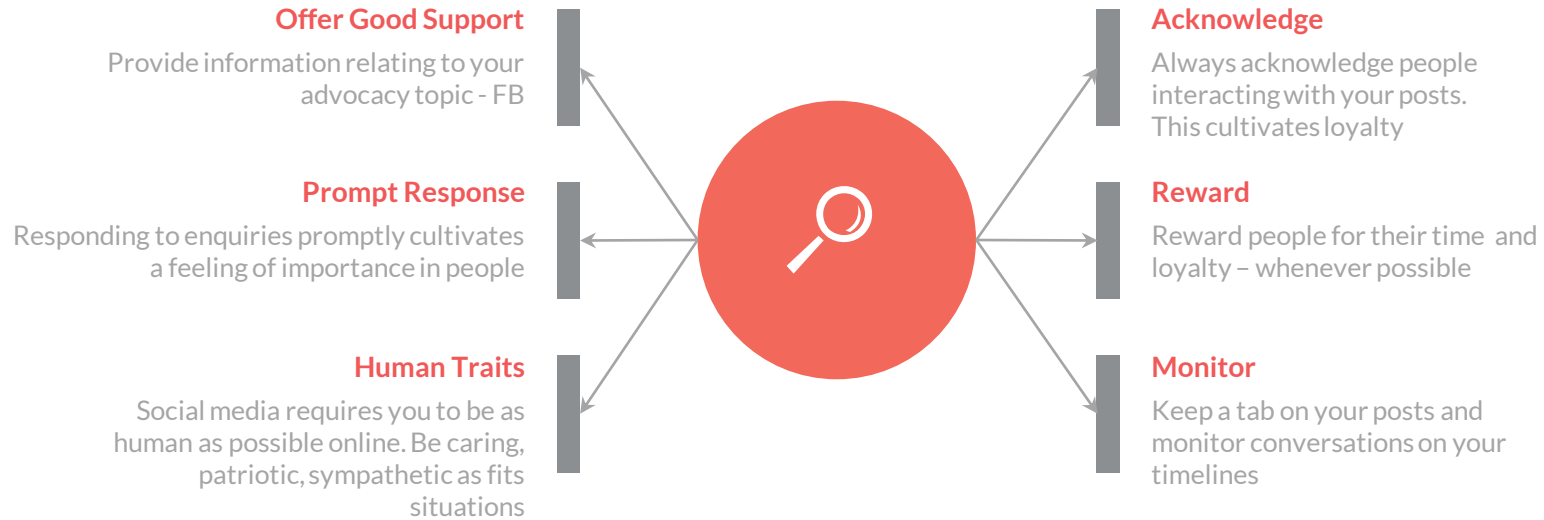 Offer Good Support
Provide information relating to your
advocacy topic - FB
Prompt Response
Responding to enquiries promptly cultivates
a feeling of importance in people
Human Traits
Social media requires you to be as
human as possible online. Be caring,
patriotic, sympathetic as fits
situations
Acknowledge
Always acknowledge people
interacting with your posts.
This cultivates loyalty
Reward
Reward people for their time  and
loyalty – whenever possible
Monitor
Keep a tab on your posts and
monitor conversations on your
timelines